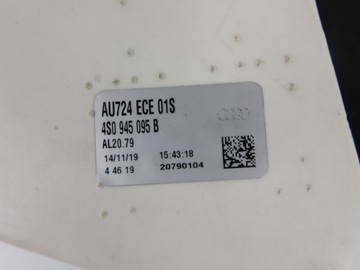 AU724 ECE 01S
4S0 945 095 B
AL20.79
14/11/19 15:43:18
4 46 19 20790104